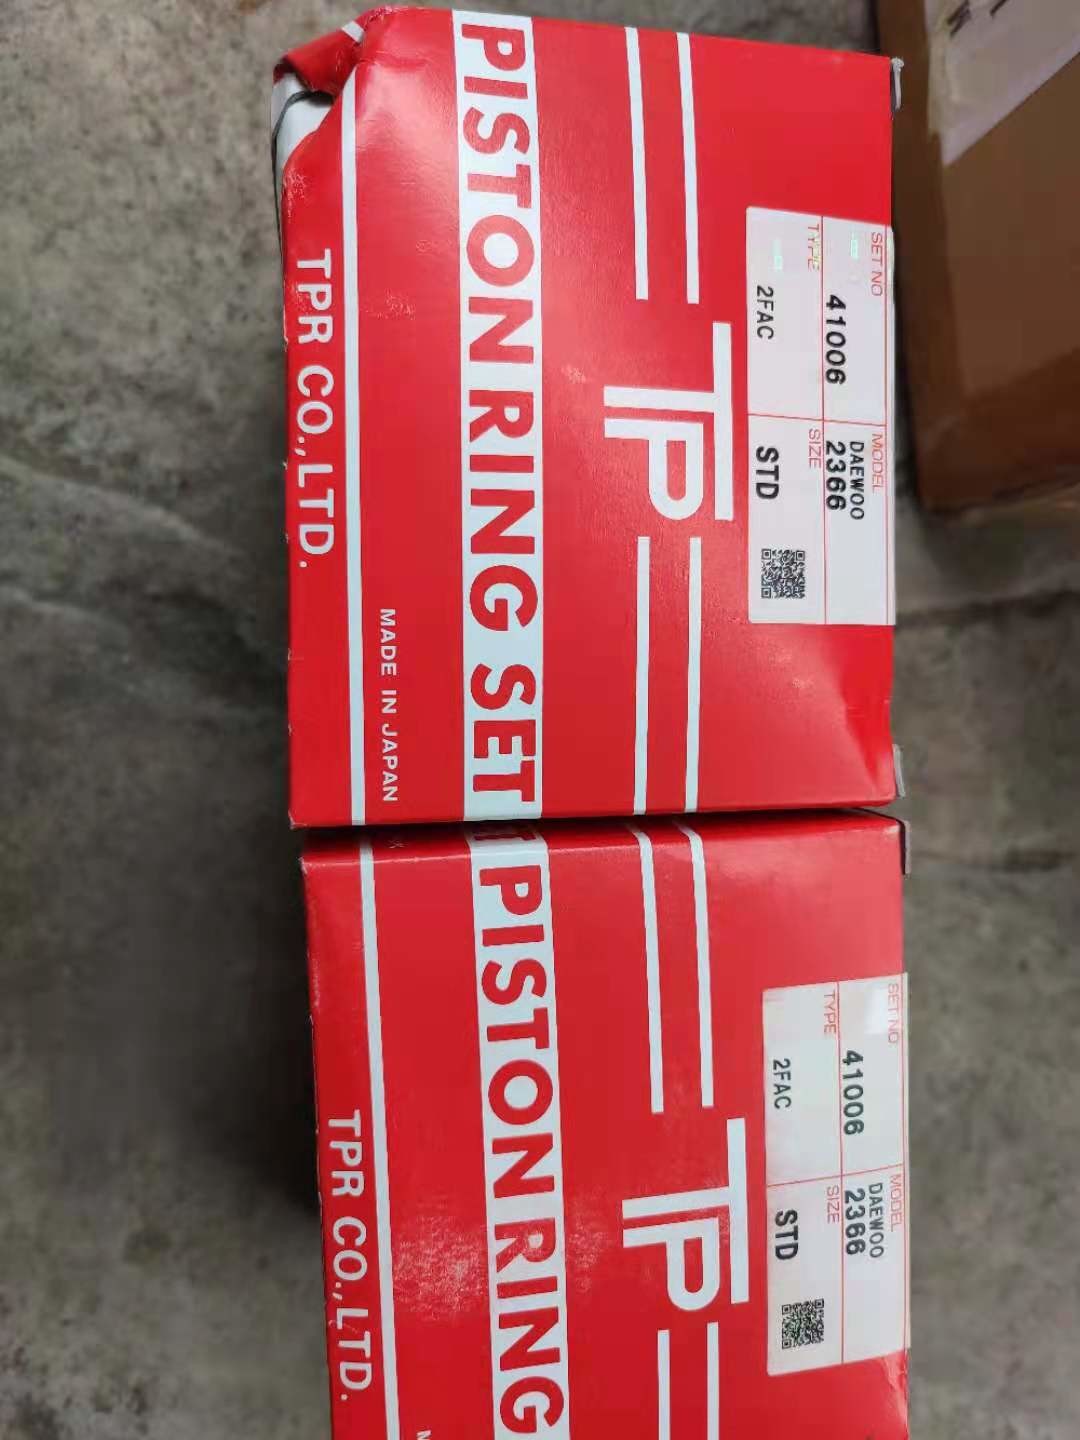 PISTON RING SET
TPR CO.,LTD.
MADE IN JAPAN
TP
SET NO
41006
MODEL
DAEWOO
2366
TYPE
2FAC
SIZE
STD
PISTON RING
TPR CO.,LTD.
TP
SET NO
41006
MODEL
DAEWOO
2366
TYPE
2FAC
SIZE
STD